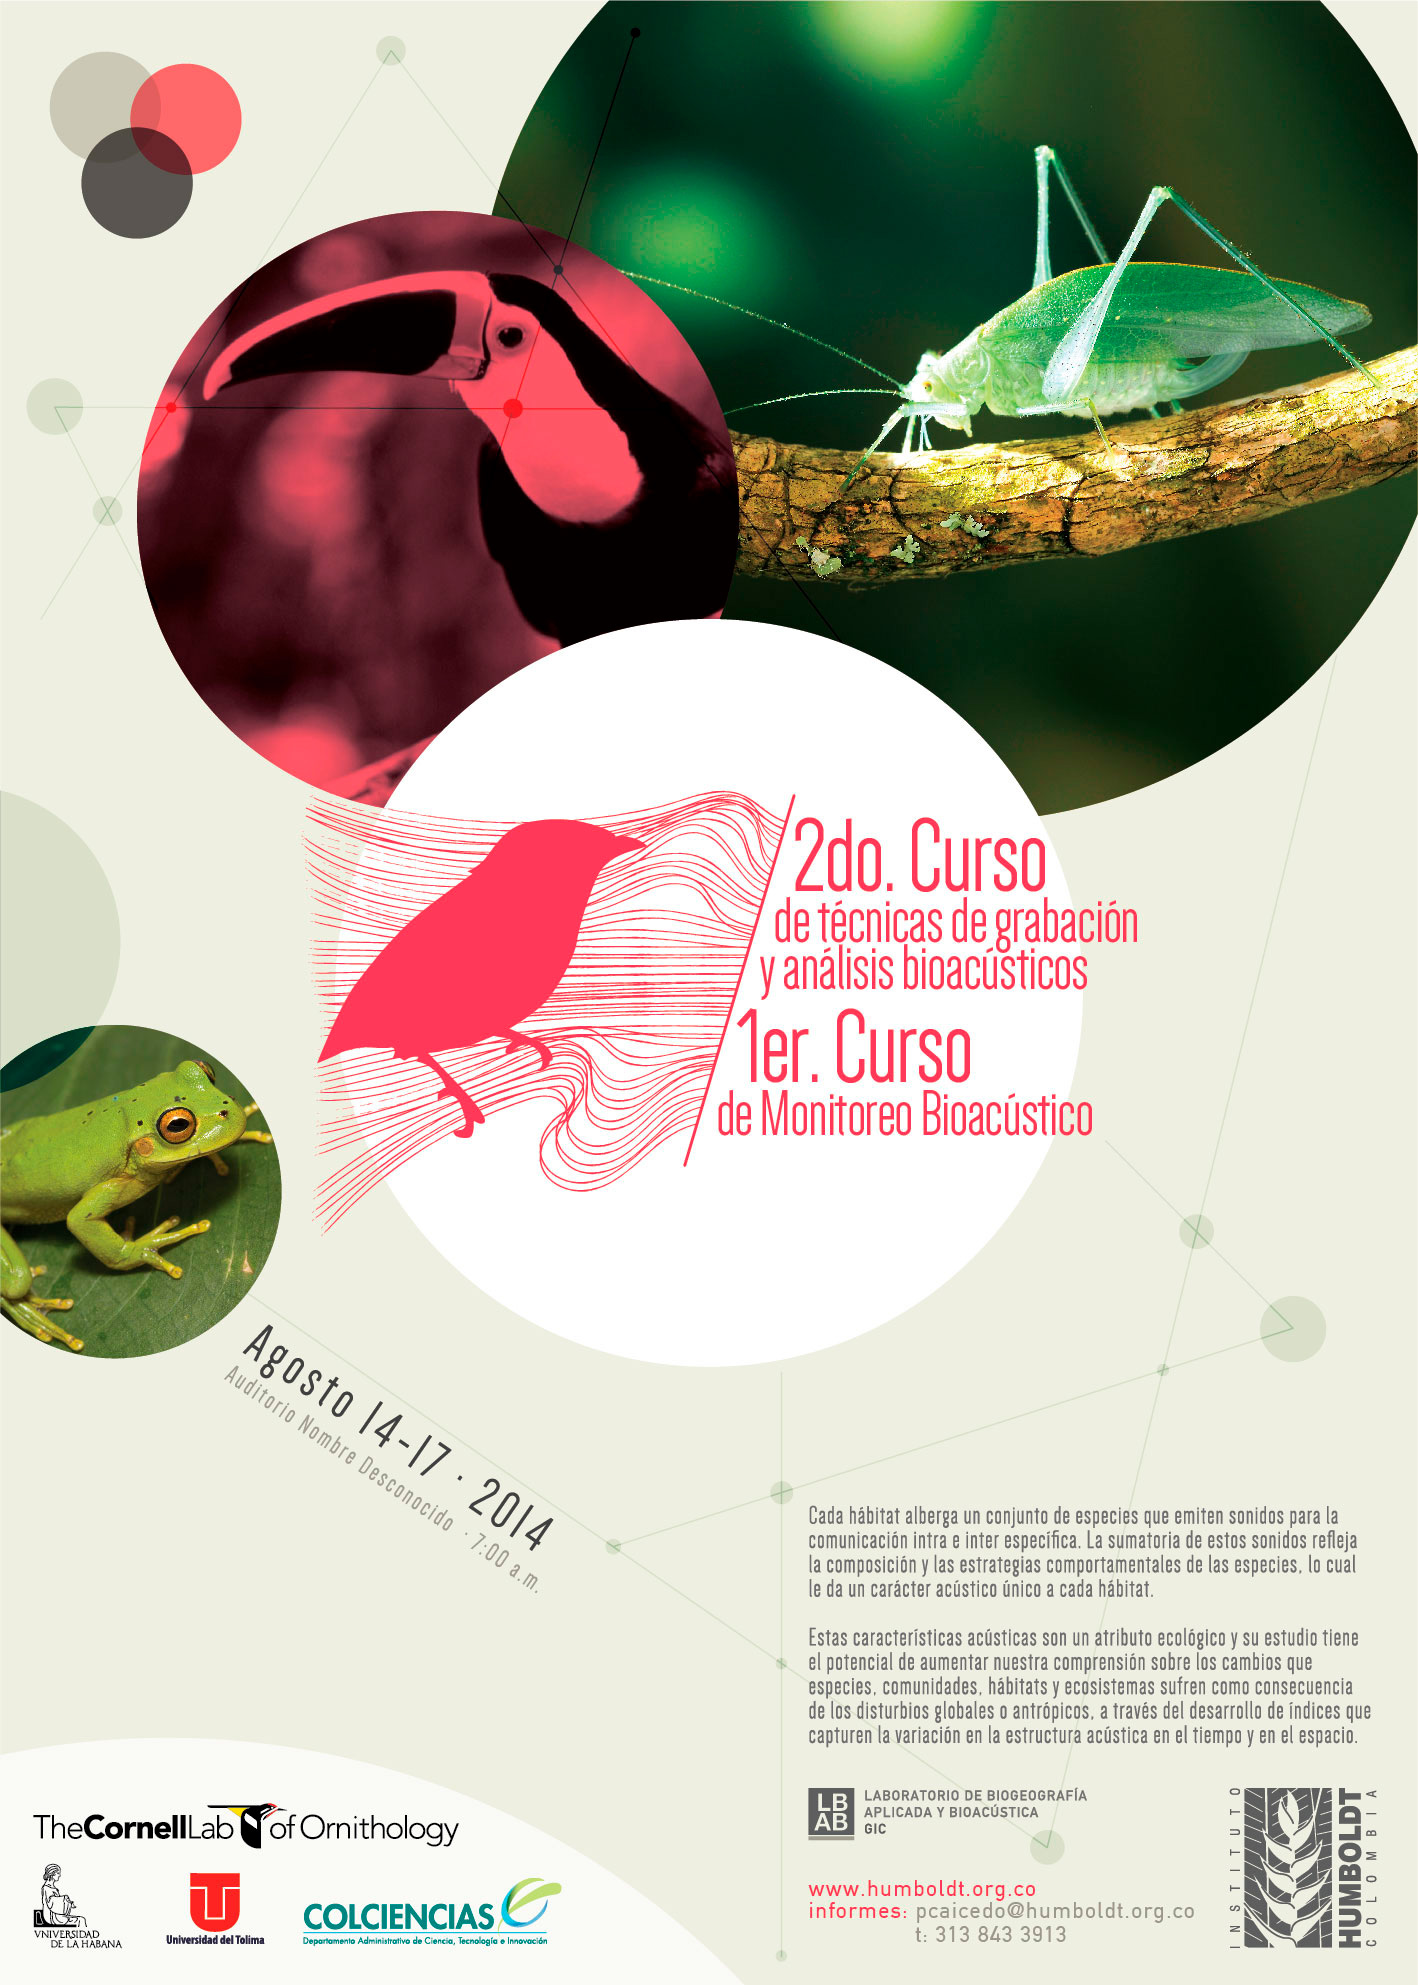 2do. Curso
de técnicas de grabación
y análisis bioacústicos
1er. Curso
de Monitoreo Bioacústico
Agosto 14-17 · 2014
Auditorio Nombre Desconocido · 7:00 a.m.
Cada hábitat alberga un conjunto de especies que emiten sonidos para la
comunicación intra e inter específica. La sumatoria de estos sonidos refleja
la composición y las estrategias comportamentales de las especies, lo cual
le da un carácter acústico único a cada hábitat.
Estas características acústicas son un atributo ecológico y su estudio tiene
el potencial de aumentar nuestra comprensión sobre los cambios que
especies, comunidades, hábitats y ecosistemas sufren como consecuencia
de los disturbios globales o antrópicos, a través del desarrollo de índices que
capturen la variación en la estructura acústica en el tiempo y en el espacio.
LB
AB
LABORATORIO DE BIOGEOGRAFÍA
APLICADA Y BIOACÚSTICA
GIC
www.humboldt.org.co
informes: pcaicedo@humboldt.org.co
t: 313 843 3913
INSTITUTO
HUMBOLDT
COLOMBIA
TheCornellLab of Ornithology
VNIVERSIDAD
DE LA HABANA
Universidad del Tolima
COLCIENCIAS
Departamento Administrativo de Ciencia, Tecnología e Innovación